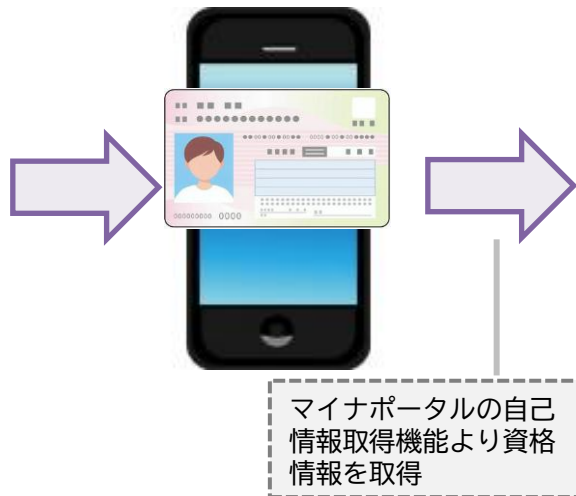 マイナポータルの自己
情報取得機能より資格
情報を取得